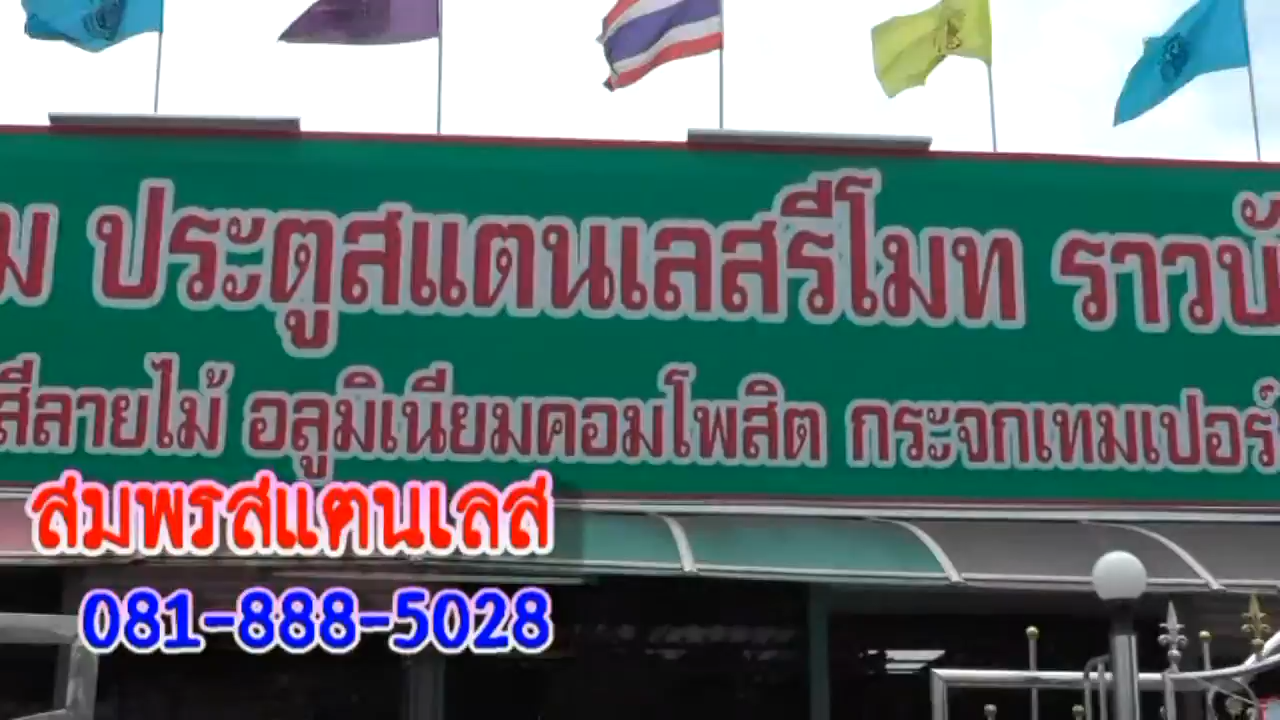 ประตูสแตนเลสรีโมท
สีลายไม้ อลูมิเนียมคอมโพสิต กระจกเทมเปอร์
สมพรสแตนเลส
081-888-5028